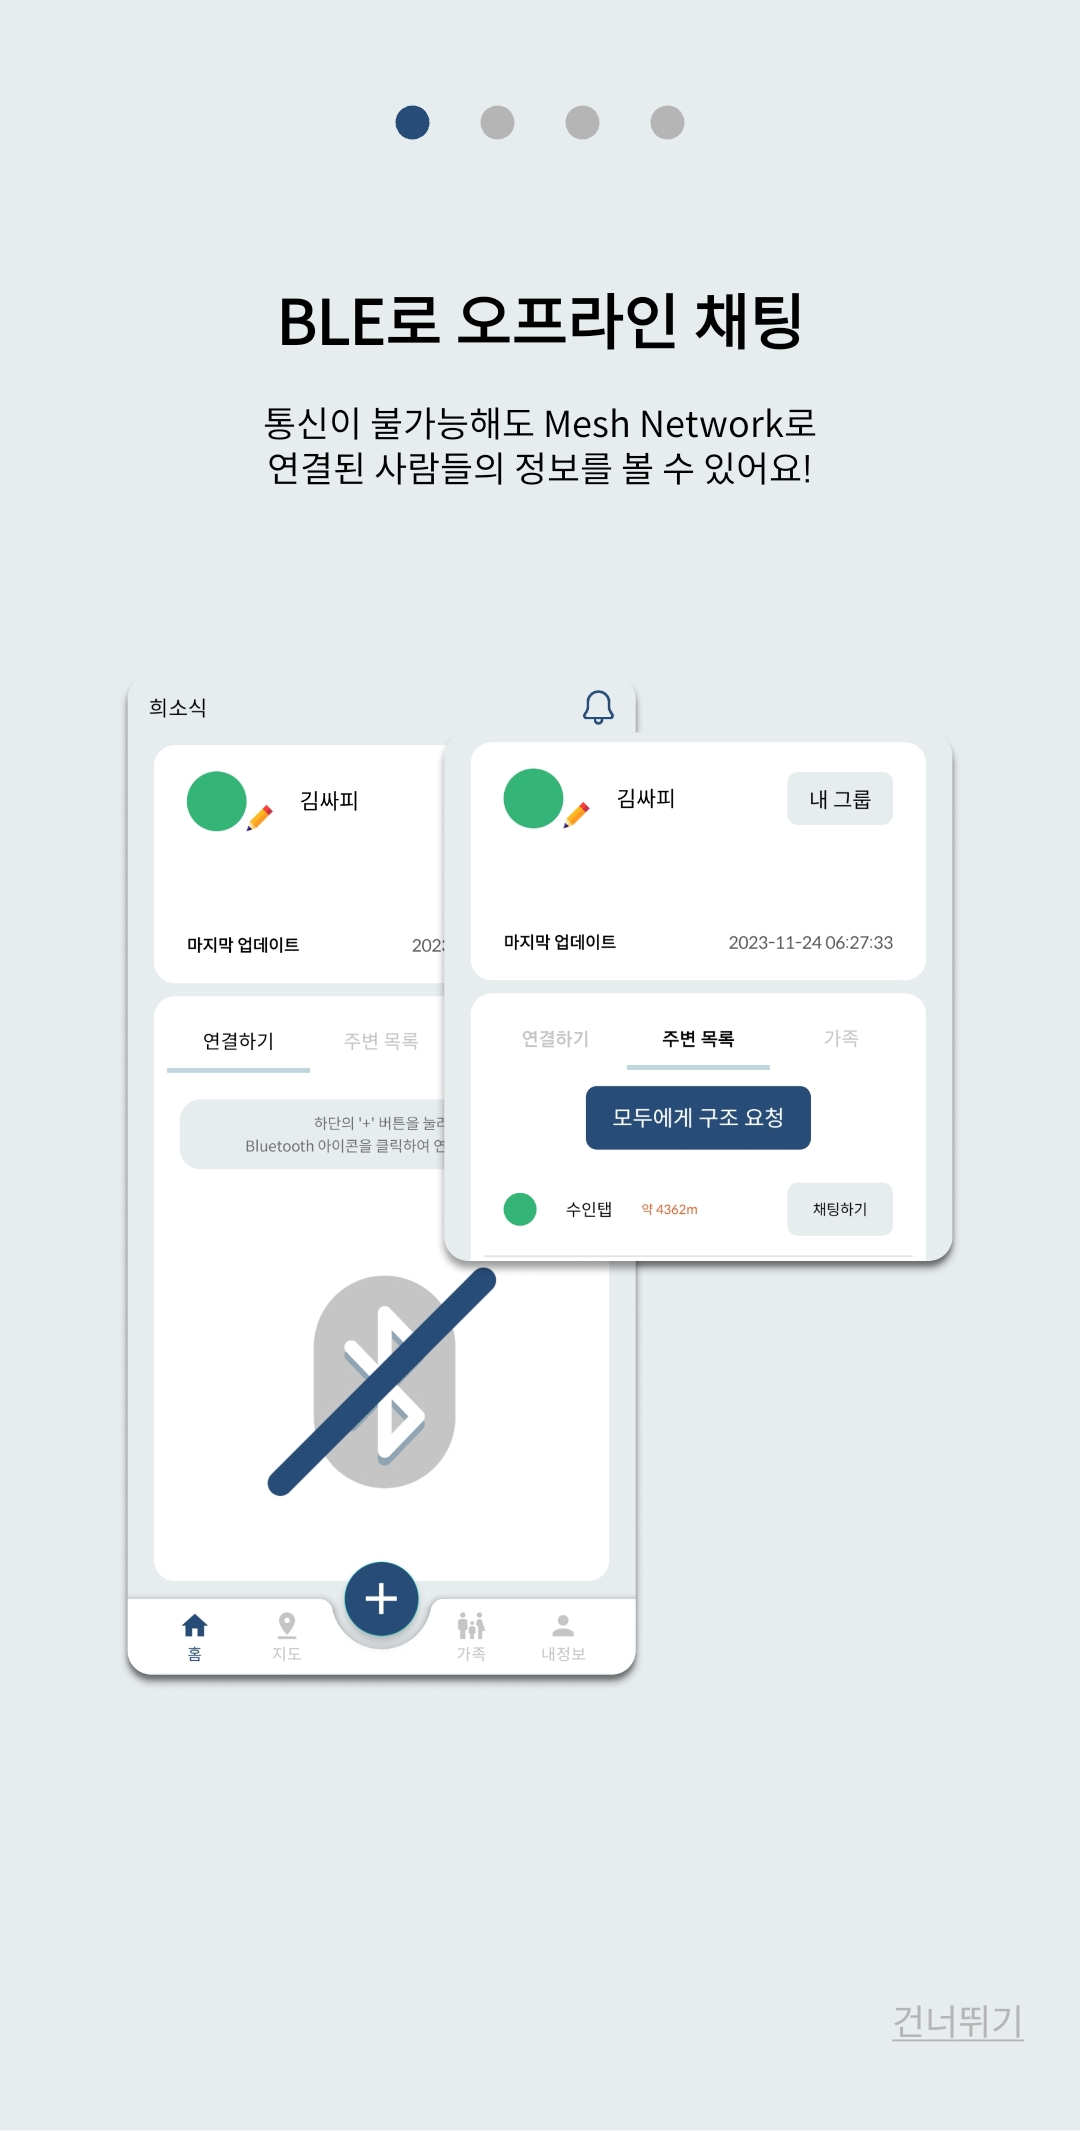 BLE로 오프라인 채팅
통신이 불가능해도 Mesh Network로
연결된 사람들의 정보를 볼 수 있어요!
희소식
김싸피
마지막 업데이트 202
연결하기 주변 목록
하단의 '+' 버튼을 눌
Bluetooth 아이콘을 클릭하여 연
김싸피 내 그룹
마지막 업데이트 2023-11-24 06:27:33
연결하기 주변 목록 가족
모두에게 구조 요청
수인탭 약 4362m 채팅하기
홈 지도 가족 내정보
건너뛰기